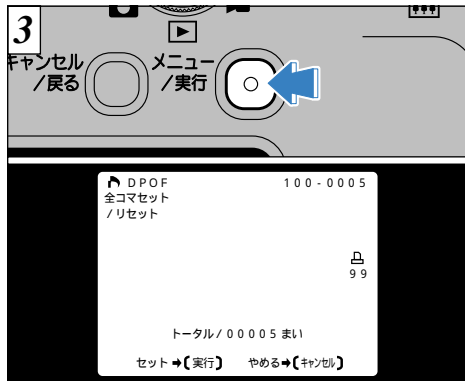 3
キャンセル
/戻る
メニュー
/実行
DPOF 100-0005
全コマセット
/リセット
99
トータル/00005まい
セット➡【実行】 やめる➡【キャンセル】